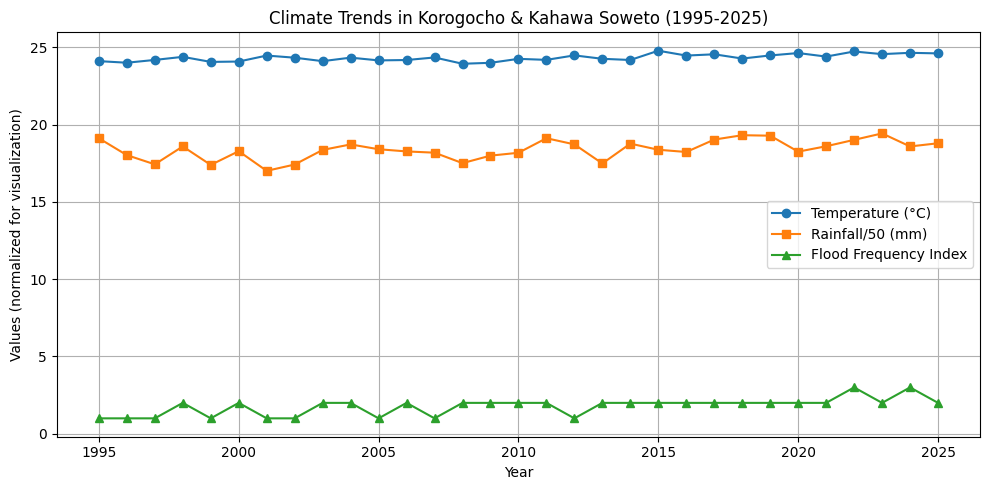 Climate Trends in Korogocho & Kahawa Soweto (1995-2025)
Values (normalized for visualization)
25
20
15
10
5
0
Temperature (°C)
Rainfall/50 (mm)
Flood Frequency Index
1995 2000 2005 2010 2015 2020 2025
Year